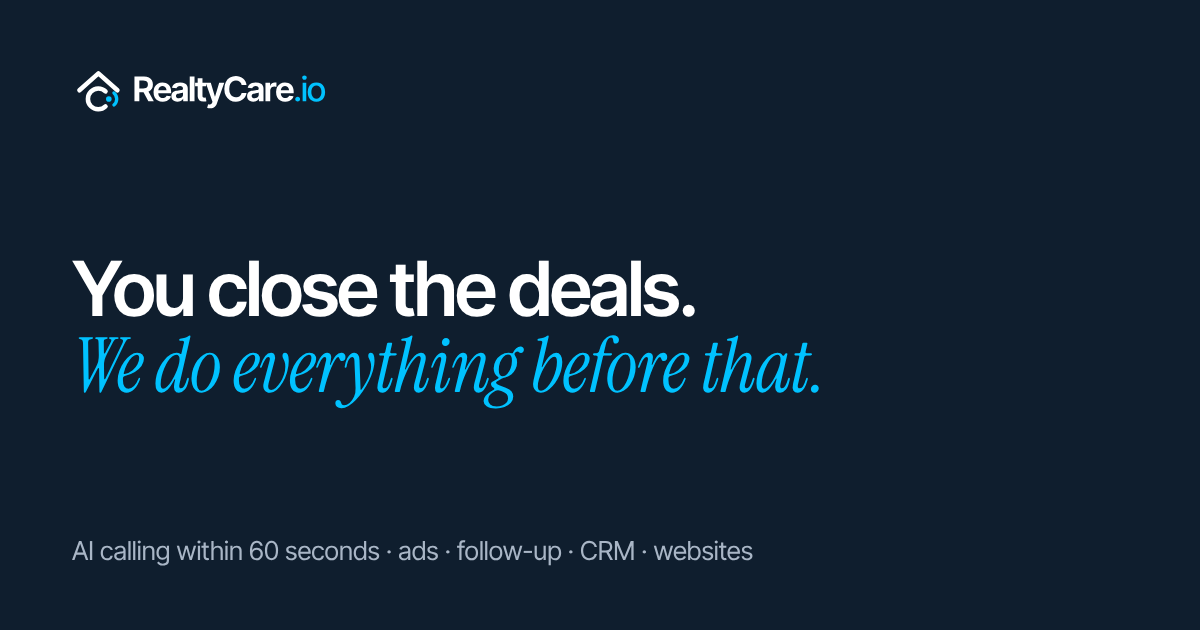 RealtyCare.io
You close the deals.
We do everything before that.
AI calling within 60 seconds · ads · follow-up · CRM · websites